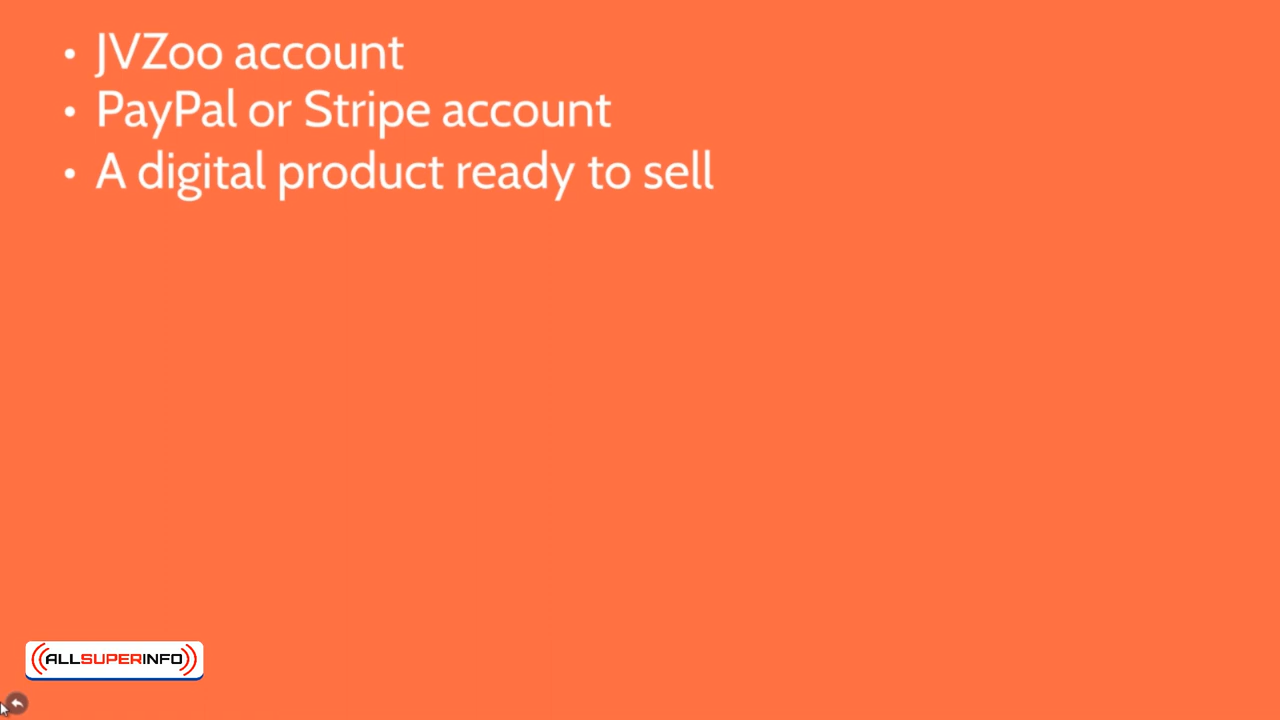 • JVZoo account
• PayPal or Stripe account
• A digital product ready to sell
ALLSUPERINFO